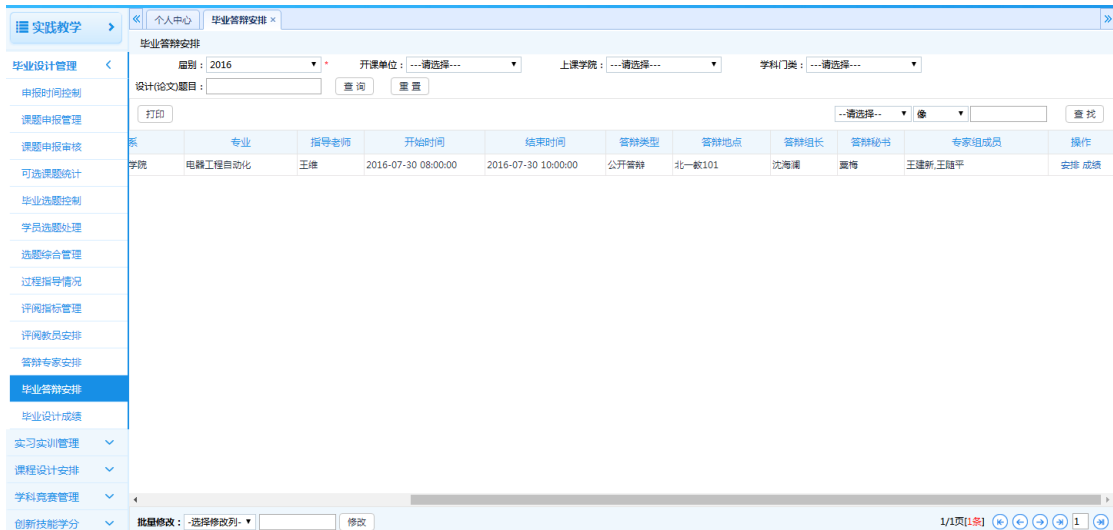 实践教学
个人中心 毕业答辩安排 ×
毕业答辩安排
毕业设计管理
届别： 2016 * 开课单位： ---请选择--- 上课学院： ---请选择--- 学科门类： ---请选择---
设计(论文)题目： 查 询 重 置
申报时间控制
课题申报管理
课题申报审核
可选课题统计
毕业选题控制
学员选题处理
选题综合管理
过程指导情况
评阅指标管理
评阅教员安排
答辩专家安排
毕业答辩安排
毕业设计成绩
实习实训管理
课程设计安排
学科竞赛管理
创新技能学分
打印 --请选择-- 像 查 找
系 专业 指导老师 开始时间 结束时间 答辩类型 答辩地点 答辩组长 答辩秘书 专家组成员 操作
学院 电器工程自动化 王维 2016-07-30 08:00:00 2016-07-30 10:00:00 公开答辩 北一教101 沈海澜 冀梅 王建新,王随平 安排 成绩
批量修改： -选择修改列- 修改 1/1页[1条] 1